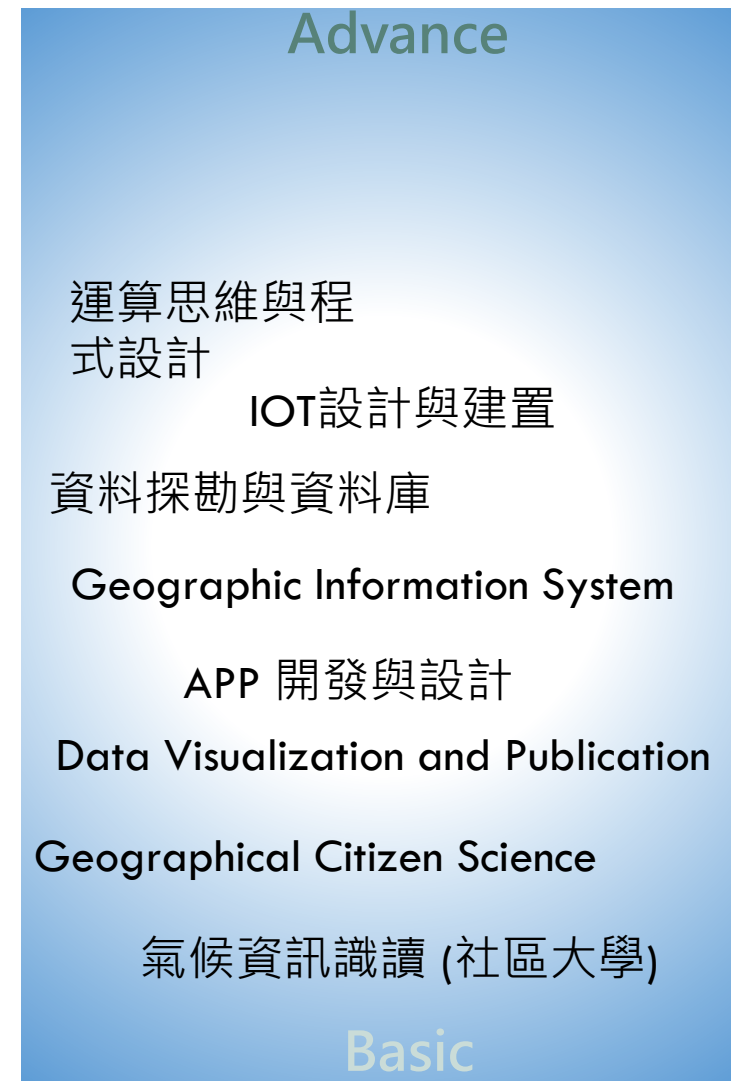 Advance
運算思維與程
式設計
IOT設計與建置
資料探勘與資料庫
Geographic Information System
APP 開發與設計
Data Visualization and Publication
Geographical Citizen Science
氣候資訊識讀 (社區大學)
Basic